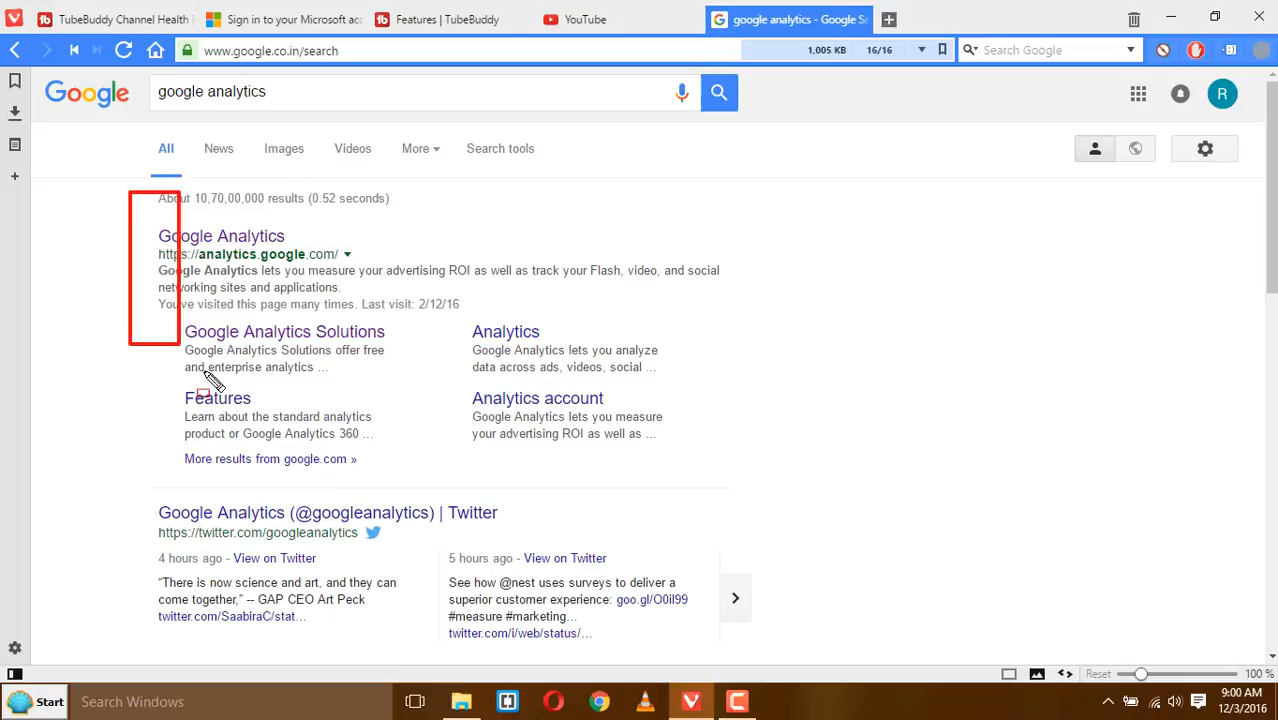 TubeBuddy Channel Health
Sign in to your Microsoft acc
Features | TubeBuddy
YouTube
google analytics - Google Se
www.google.co.in/search
1,005 KB
16/16
Search Google
Google
google analytics
R
All
News
Images
Videos
More
Search tools
About 10,70,00,000 results (0.52 seconds)
Google Analytics
https://analytics.google.com/
Google Analytics lets you measure your advertising ROI as well as track your Flash, video, and social
networking sites and applications.
You've visited this page many times. Last visit: 2/12/16
Google Analytics Solutions
Google Analytics Solutions offer free
and enterprise analytics ...
Analytics
Google Analytics lets you analyze
data across ads, videos, social ...
Features
Learn about the standard analytics
product or Google Analytics 360 ...
Analytics account
Google Analytics lets you measure
your advertising ROI as well as ...
More results from google.com »
Google Analytics (@googleanalytics) | Twitter
https://twitter.com/googleanalytics
4 hours ago - View on Twitter
“There is now science and art, and they can
come together,” -- GAP CEO Art Peck
twitter.com/SaabiraC/stat…
5 hours ago - View on Twitter
See how @nest uses surveys to deliver a
superior customer experience: goo.gl/O0iI99
#measure #marketing…
twitter.com/i/web/status/…
Reset
100 %
Start
Search Windows
9:00 AM
12/3/2016